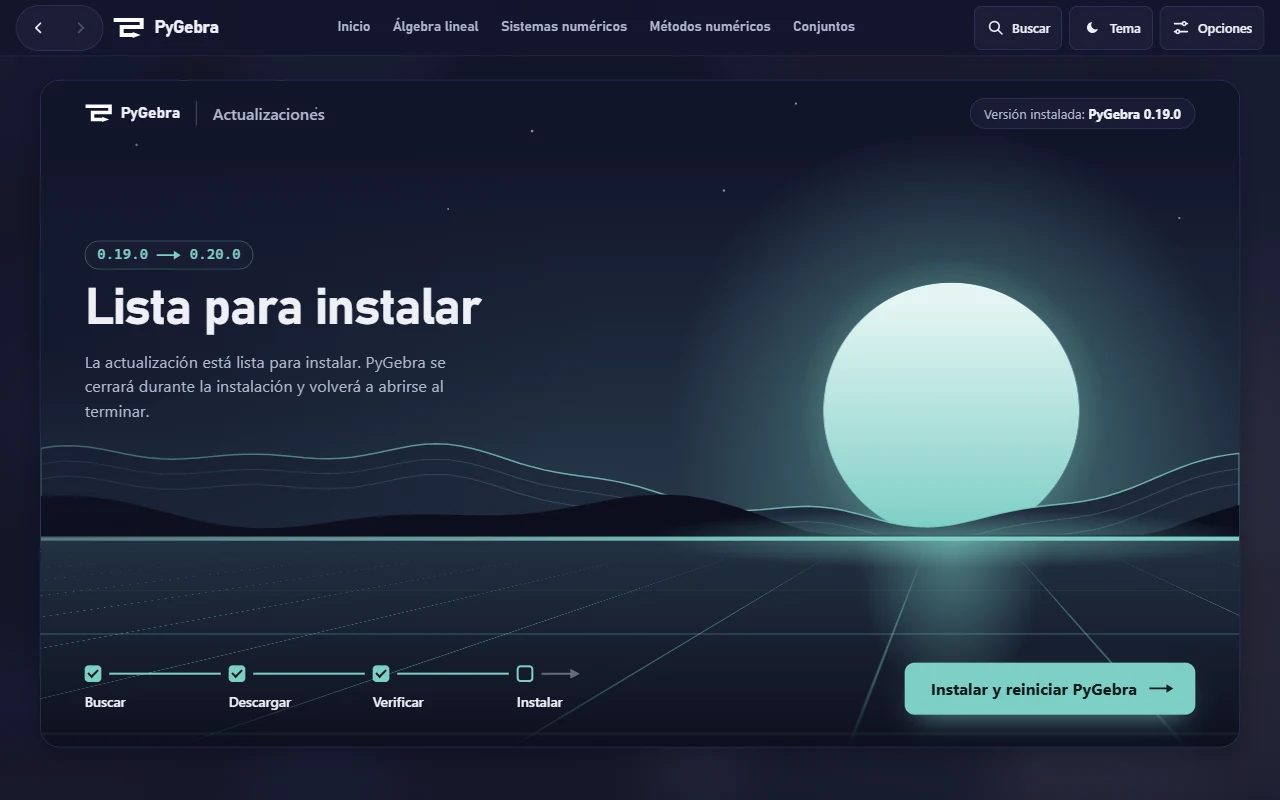 PyGebra
Inicio
Álgebra lineal
Sistemas numéricos
Métodos numéricos
Conjuntos
Buscar
Tema
Opciones
PyGebra
Actualizaciones
Versión instalada: PyGebra 0.19.0
0.19.0 → 0.20.0
Lista para instalar
La actualización está lista para instalar. PyGebra se
cerrará durante la instalación y volverá a abrirse al
terminar.
Buscar
Descargar
Verificar
Instalar
Instalar y reiniciar PyGebra →